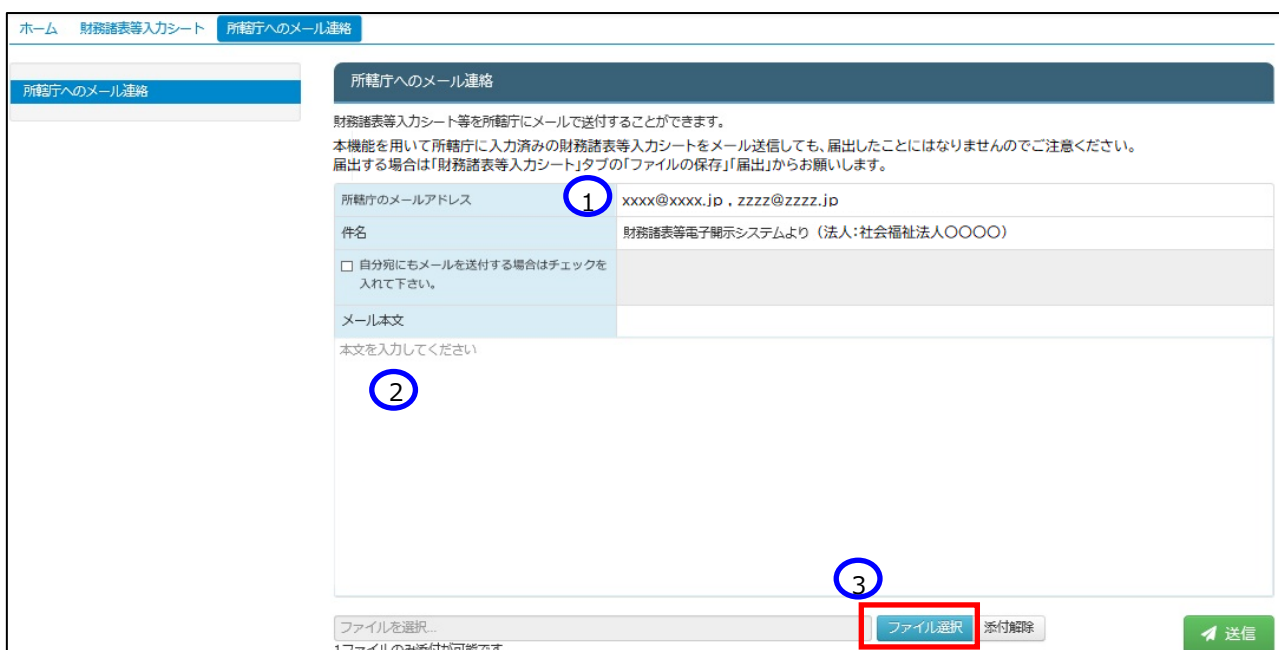 ホーム 財務諸表等入力シート 所轄庁へのメール連絡
所轄庁へのメール連絡
所轄庁へのメール連絡
財務諸表等入力シート等を所轄庁にメールで送付することができます。
本機能を用いて所轄庁に入力済みの財務諸表等入力シートをメール送信しても、届出したことにはなりませんのでご注意ください。
届出する場合は「財務諸表等入力シート」タブの「ファイルの保存」「届出」からお願いします。
所轄庁のメールアドレス 1 xxxx@xxxx.jp , zzzz@zzzz.jp
件名 財務諸表等電子開示システムより（法人：社会福祉法人〇〇〇〇）
自分宛にもメールを送付する場合はチェックを
入れて下さい。
メール本文
本文を入力してください
2
3
ファイルを選択... ファイル選択 添付解除 送信
1ファイルのみ添付が可能です